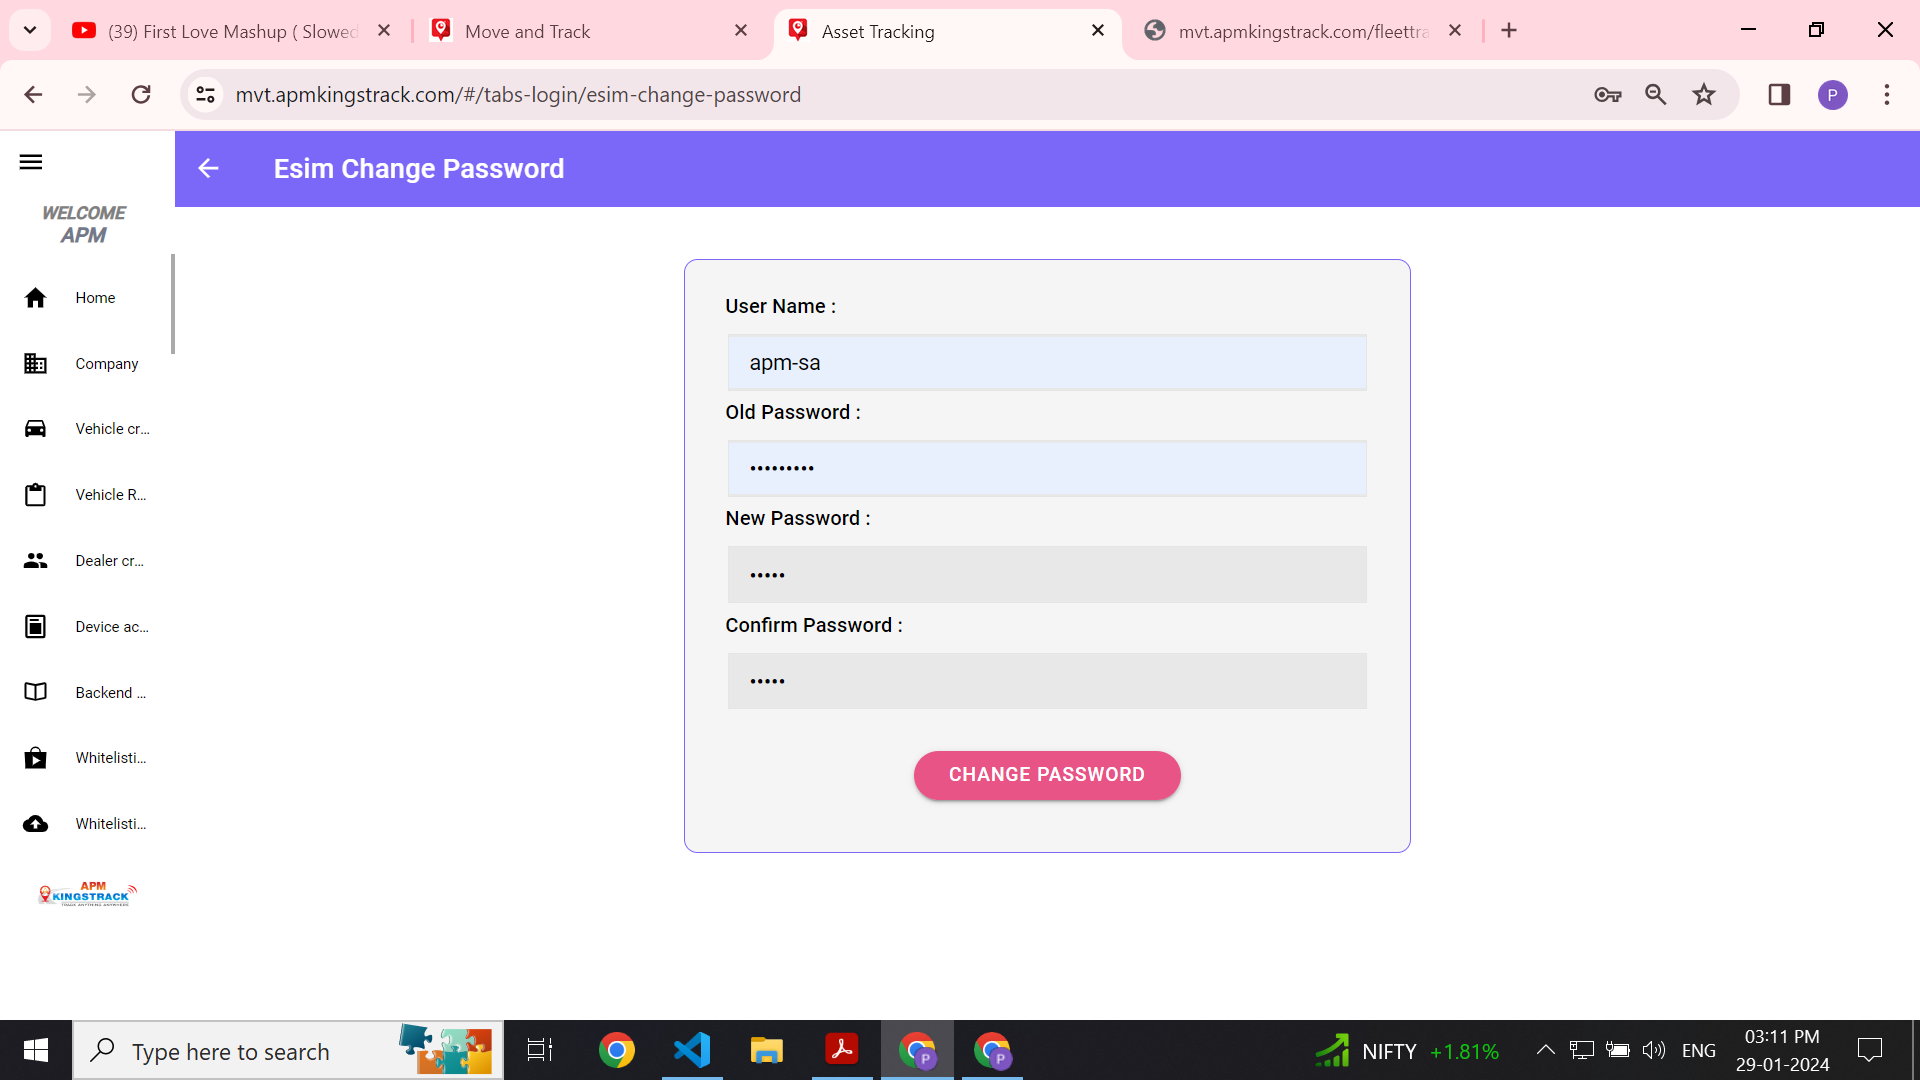 (39) First Love Mashup ( Slowed
Move and Track
Asset Tracking
mvt.apmkingstrack.com/fleettra
mvt.apmkingstrack.com/#/tabs-login/esim-change-password
P
Esim Change Password
WELCOME
APM
Home
Company
Vehicle cr...
Vehicle R...
Dealer cr...
Device ac...
Backend ...
Whitelisti...
Whitelisti...
APM
KINGSTRACK
TRACK ANYTHING ANYWHERE
User Name :
apm-sa
Old Password :
•••••••••
New Password :
•••••
Confirm Password :
•••••
CHANGE PASSWORD
Type here to search
P
P
NIFTY +1.81%
ENG
03:11 PM
29-01-2024